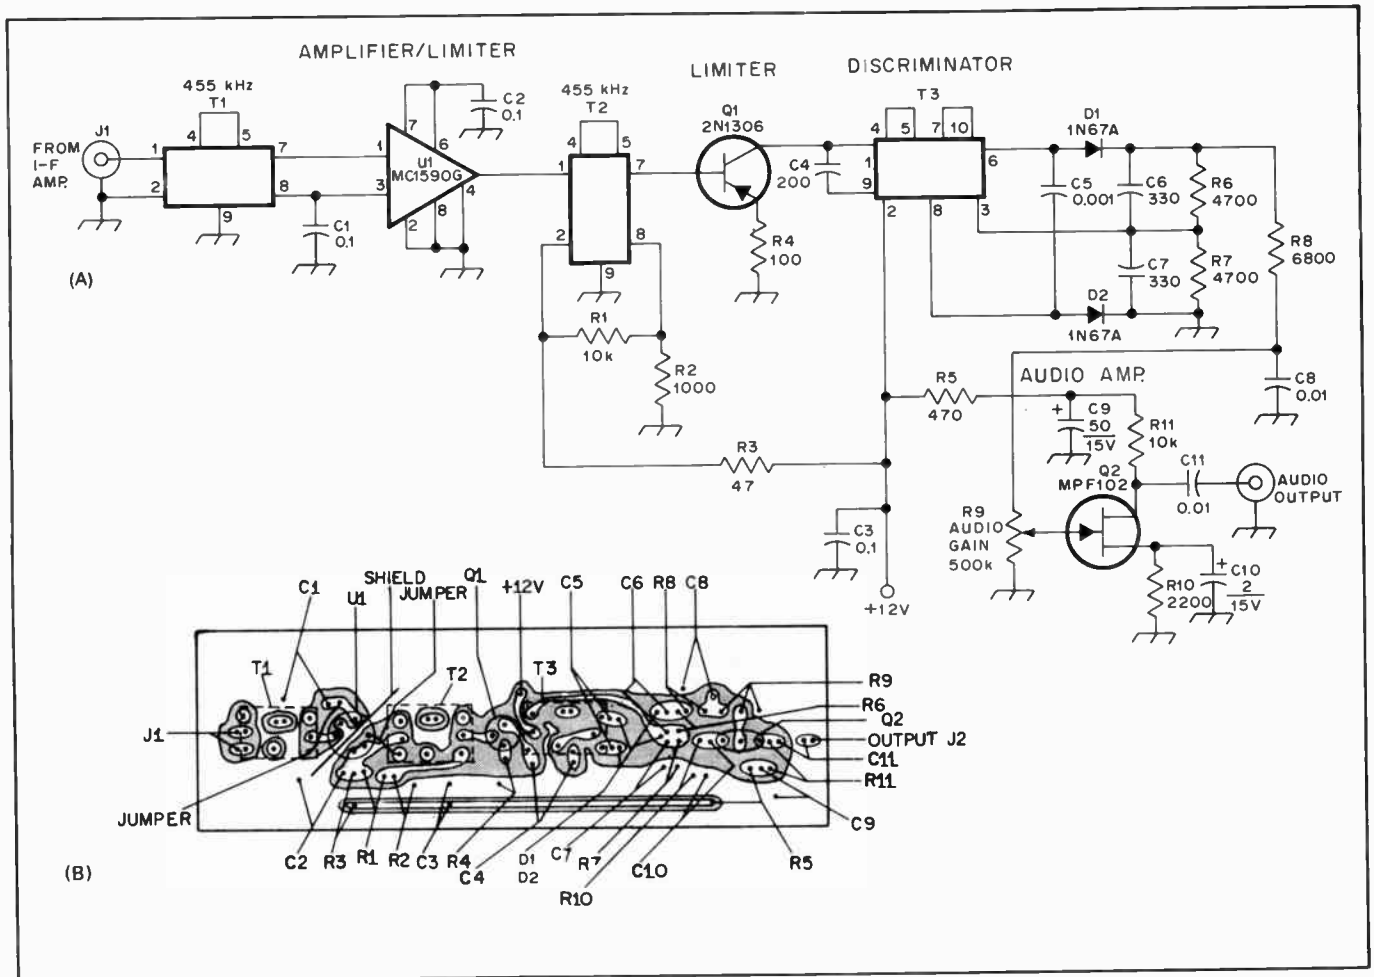 AMPLIFIER/LIMITER
LIMITER
DISCRIMINATOR
455 kHz
T1
4
5
J1
FROM
I-F
AMP.
1
2
7
8
9
C1
0.1
1
3
7
6
U1
MC1590G
4
8
2
C2
0.1
455 kHz
T2
4
5
1
7
2
8
9
R1
10k
R2
1000
R3
47
Q1
2N1306
R4
100
C4
200
T3
4
5
7
10
1
6
9
2
8
3
D1
1N67A
C5
0.001
C6
330
R6
4700
C7
330
R7
4700
D2
1N67A
R8
6800
C8
0.01
(A)
R5
470
AUDIO AMP.
+
C9
50
15V
R11
10k
Q2
MPF102
C11
0.01
AUDIO
OUTPUT
R9
AUDIO
GAIN
500k
R10
2200
+
C10
2
15V
C3
0.1
+12V
C1
U1
SHIELD
JUMPER
Q1
+12V
C5
C6
R8
C8
T1
T2
T3
R9
R6
Q2
J1
OUTPUT J2
C11
R11
JUMPER
C9
C2
R3
R1
R2
C3
R4
C4
D1
D2
C7
R7
R10
C10
R5
(B)